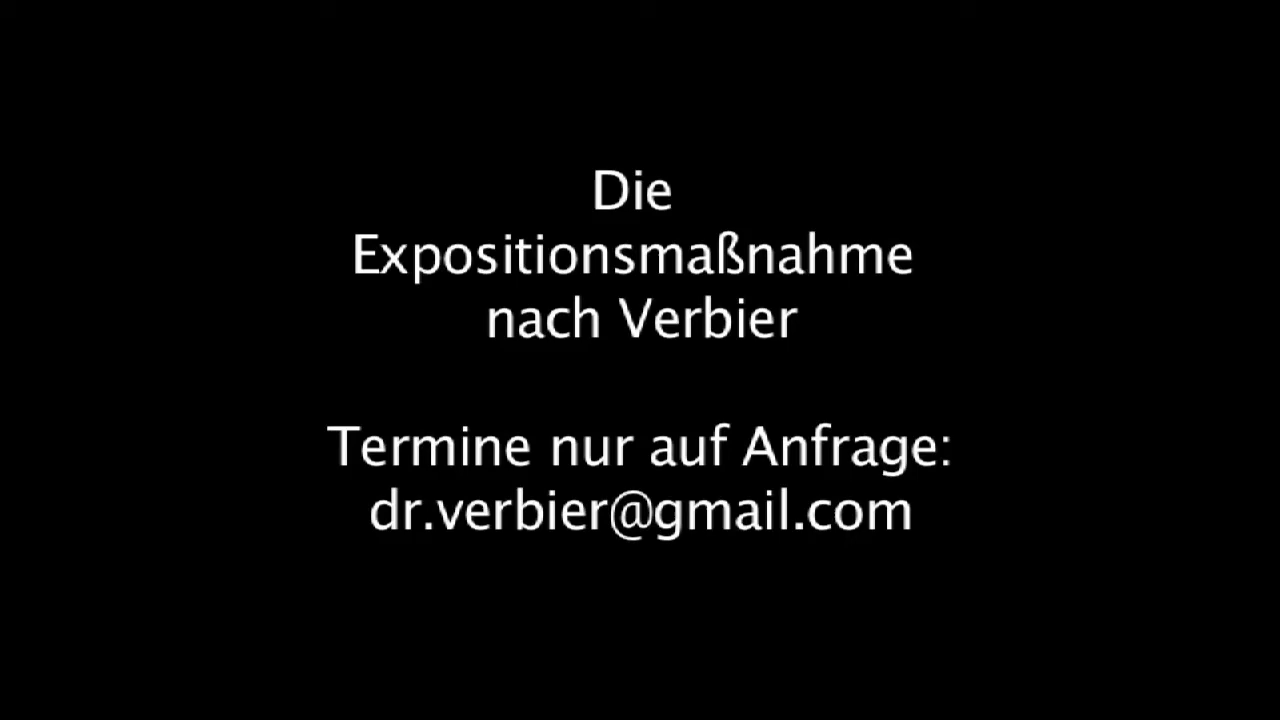 Die
Expositionsmaßnahme
nach Verbier
Termine nur auf Anfrage:
dr.verbier@gmail.com